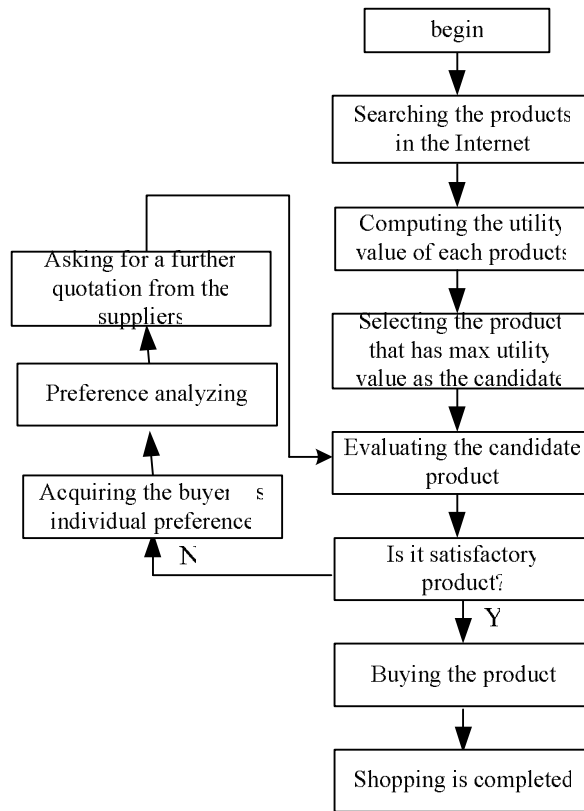 begin
Searching the products
in the Internet
Computing the utility
value of each products
Selecting the product
that has max utility
value as the candidate
Evaluating the candidate
product
Is it satisfactory
product?
Y
Buying the product
Shopping is completed
N
Acquiring the buyer s
individual preference
Preference analyzing
Asking for a further
quotation from the
suppliers